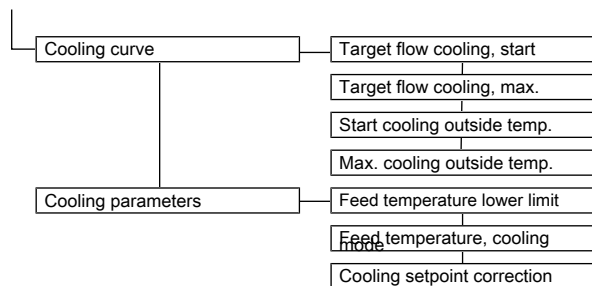 Cooling curve
Target flow cooling, start
Target flow cooling, max.
Start cooling outside temp.
Max. cooling outside temp.
Cooling parameters
Feed temperature lower limit
Feed temperature, cooling
mode
Cooling setpoint correction